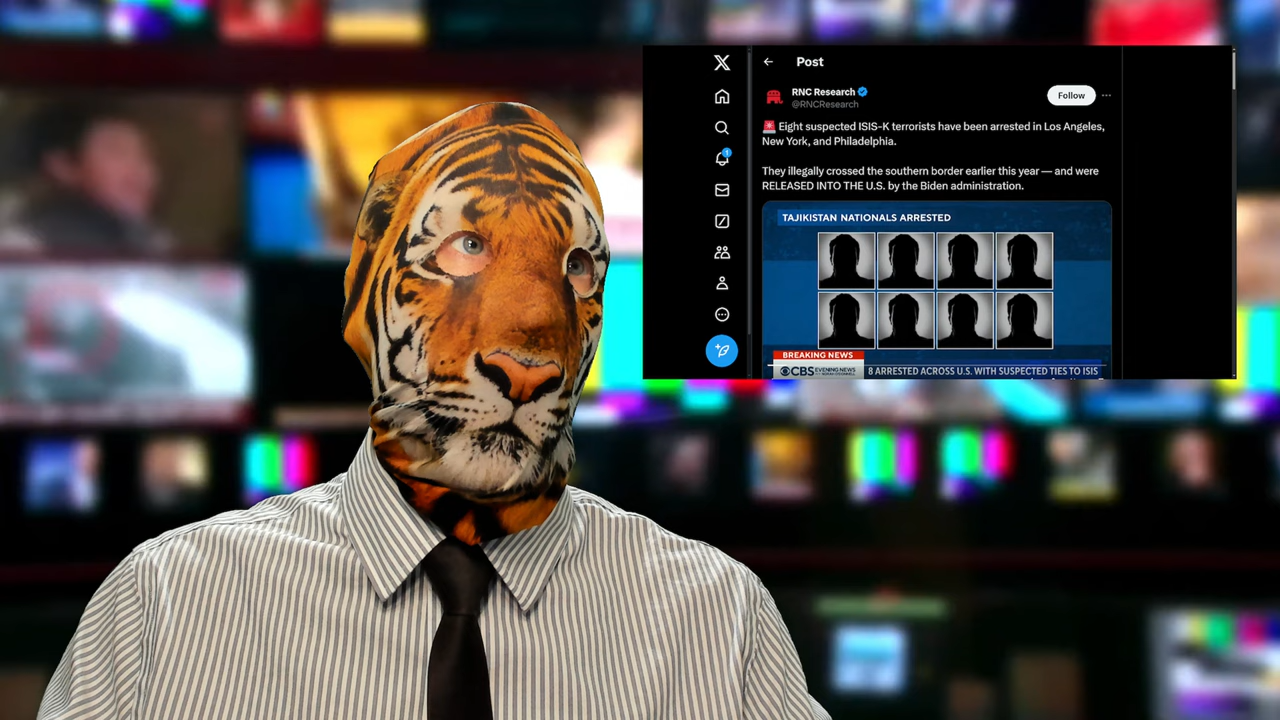 Post
RNC Research
@RNCResearch
Follow
🚨 Eight suspected ISIS-K terrorists have been arrested in Los Angeles,
New York, and Philadelphia.
They illegally crossed the southern border earlier this year — and were
RELEASED INTO THE U.S. by the Biden administration.
TAJIKISTAN NATIONALS ARRESTED
BREAKING NEWS
CBS EVENING NEWS
8 ARRESTED ACROSS U.S. WITH SUSPECTED TIES TO ISIS